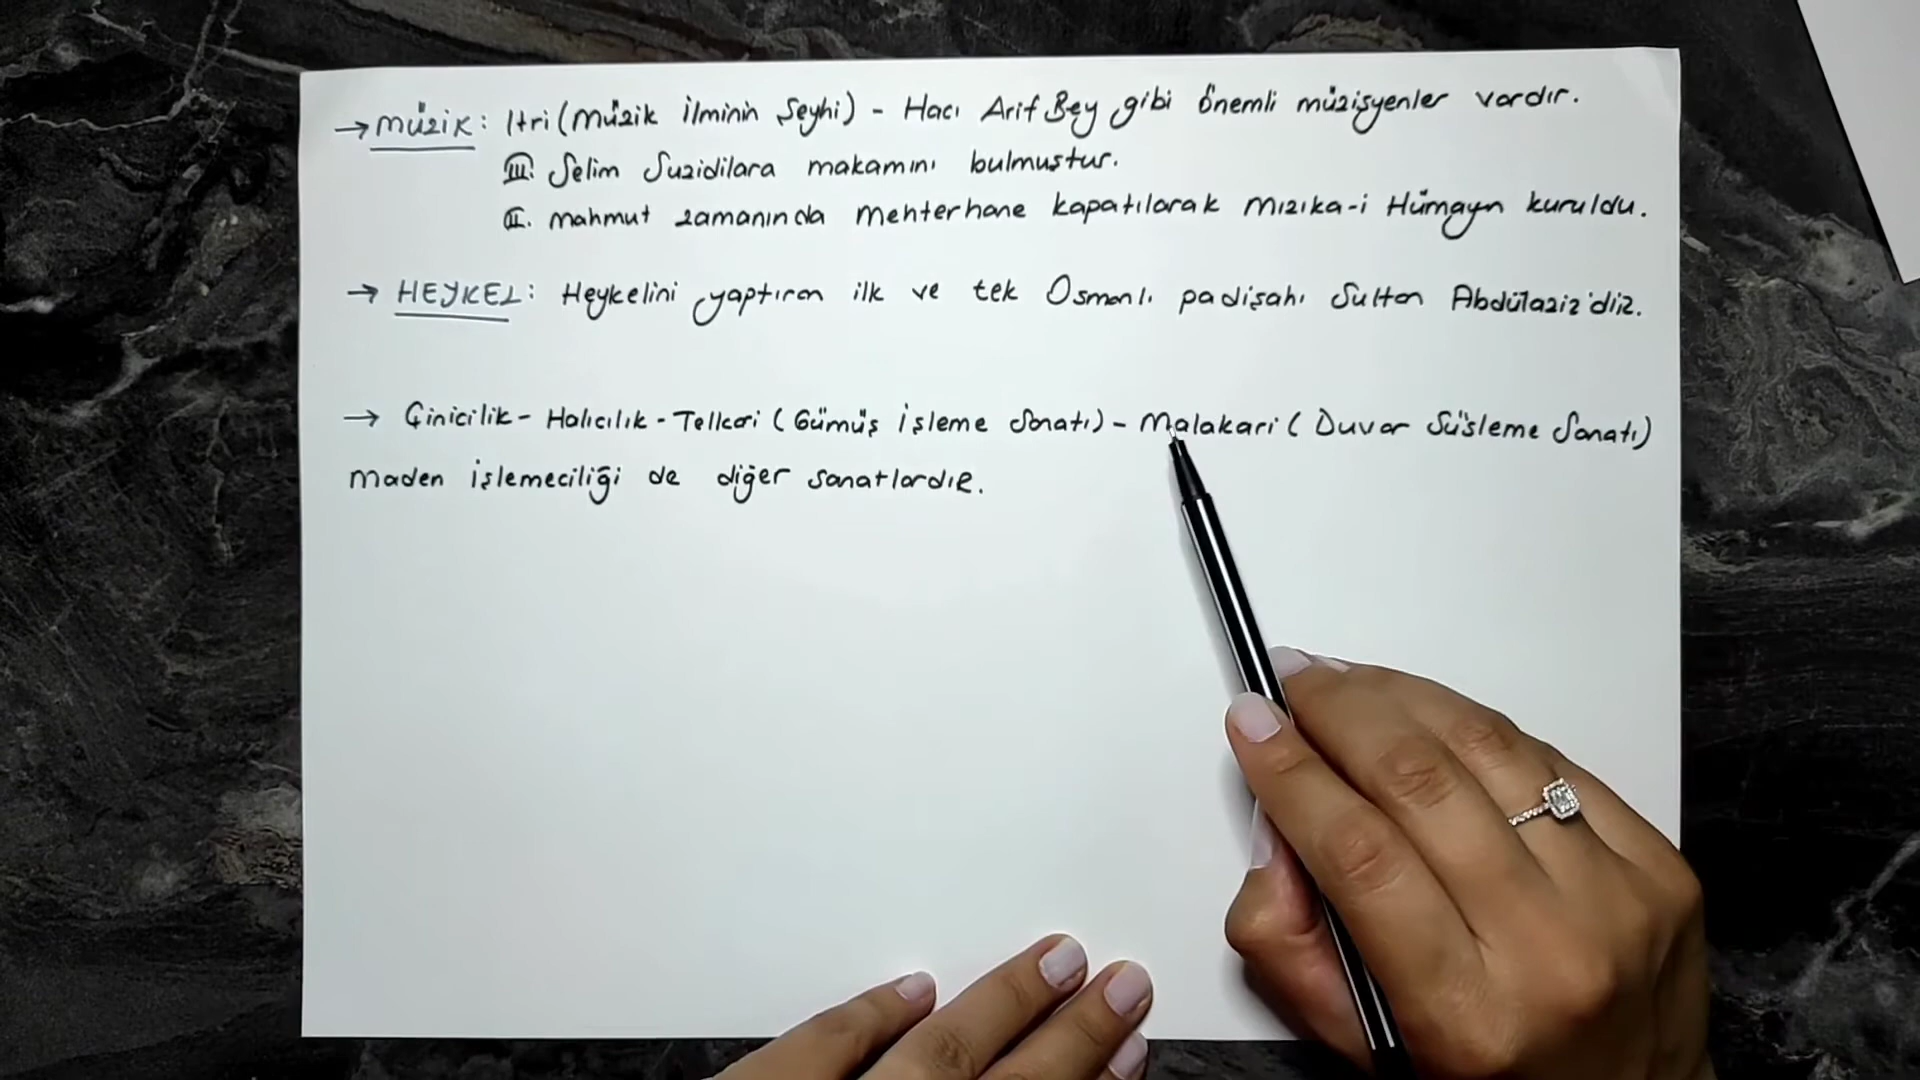 → MÜZİK: Itri (Müzik İlminin Şeyhi) - Hacı Arif Bey gibi önemli müzisyenler vardır.
III. Selim Suzidilara makamını bulmuştur.
II. Mahmut zamanında Mehterhane kapatılarak Mızıka-i Hümayn kuruldu.
→ HEYKEL: Heykelini yaptıran ilk ve tek Osmanlı padişahı Sultan Abdülaziz'dir.
→ Çinicilik - Halıcılık - Telkari (Gümüş İşleme Sanatı) - Malakari (Duvar Süsleme Sanatı)
maden işlemeciliği de diğer sanatlardır.